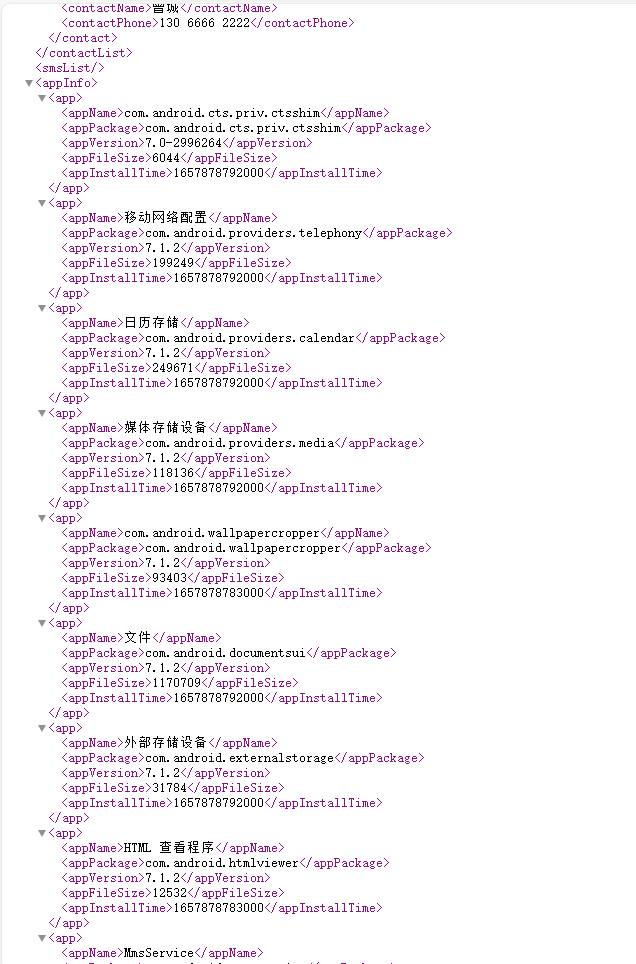 <contactName>晋城</contactName>
<contactPhone>130 6666 2222</contactPhone>
</contact>
</contactList>
<smsList/>
▼<appInfo>
▼<app>
<appName>com.android.cts.priv.ctsshim</appName>
<appPackage>com.android.cts.priv.ctsshim</appPackage>
<appVersion>7.0-2996264</appVersion>
<appFileSize>6044</appFileSize>
<appInstallTime>1657878792000</appInstallTime>
</app>
▼<app>
<appName>移动网络配置</appName>
<appPackage>com.android.providers.telephony</appPackage>
<appVersion>7.1.2</appVersion>
<appFileSize>199249</appFileSize>
<appInstallTime>1657878792000</appInstallTime>
</app>
▼<app>
<appName>日历存储</appName>
<appPackage>com.android.providers.calendar</appPackage>
<appVersion>7.1.2</appVersion>
<appFileSize>249671</appFileSize>
<appInstallTime>1657878792000</appInstallTime>
</app>
▼<app>
<appName>媒体存储设备</appName>
<appPackage>com.android.providers.media</appPackage>
<appVersion>7.1.2</appVersion>
<appFileSize>118136</appFileSize>
<appInstallTime>1657878792000</appInstallTime>
</app>
▼<app>
<appName>com.android.wallpapercropper</appName>
<appPackage>com.android.wallpapercropper</appPackage>
<appVersion>7.1.2</appVersion>
<appFileSize>93403</appFileSize>
<appInstallTime>1657878783000</appInstallTime>
</app>
▼<app>
<appName>文件</appName>
<appPackage>com.android.documentsui</appPackage>
<appVersion>7.1.2</appVersion>
<appFileSize>1170709</appFileSize>
<appInstallTime>1657878792000</appInstallTime>
</app>
▼<app>
<appName>外部存储设备</appName>
<appPackage>com.android.externalstorage</appPackage>
<appVersion>7.1.2</appVersion>
<appFileSize>31784</appFileSize>
<appInstallTime>1657878792000</appInstallTime>
</app>
▼<app>
<appName>HTML 查看程序</appName>
<appPackage>com.android.htmlviewer</appPackage>
<appVersion>7.1.2</appVersion>
<appFileSize>12532</appFileSize>
<appInstallTime>1657878783000</appInstallTime>
</app>
▼<app>
<appName>MmsService</appName>